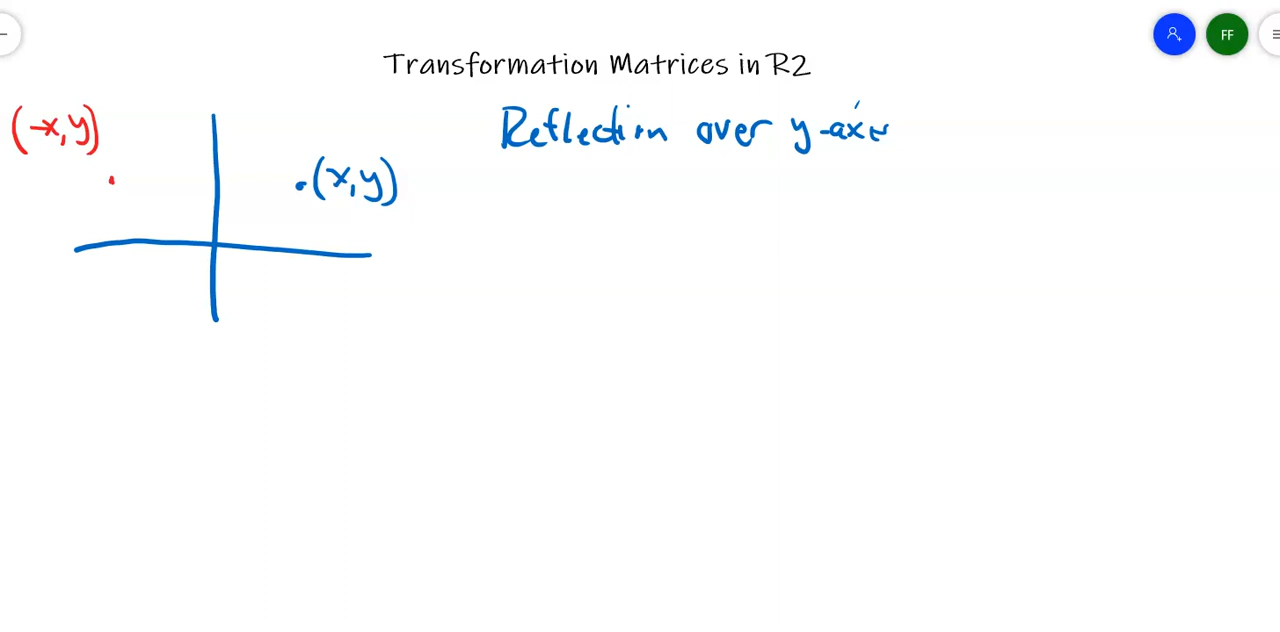 FF
Transformation Matrices in R2
Reflection over y-axis
(-x,y)
.(x,y)